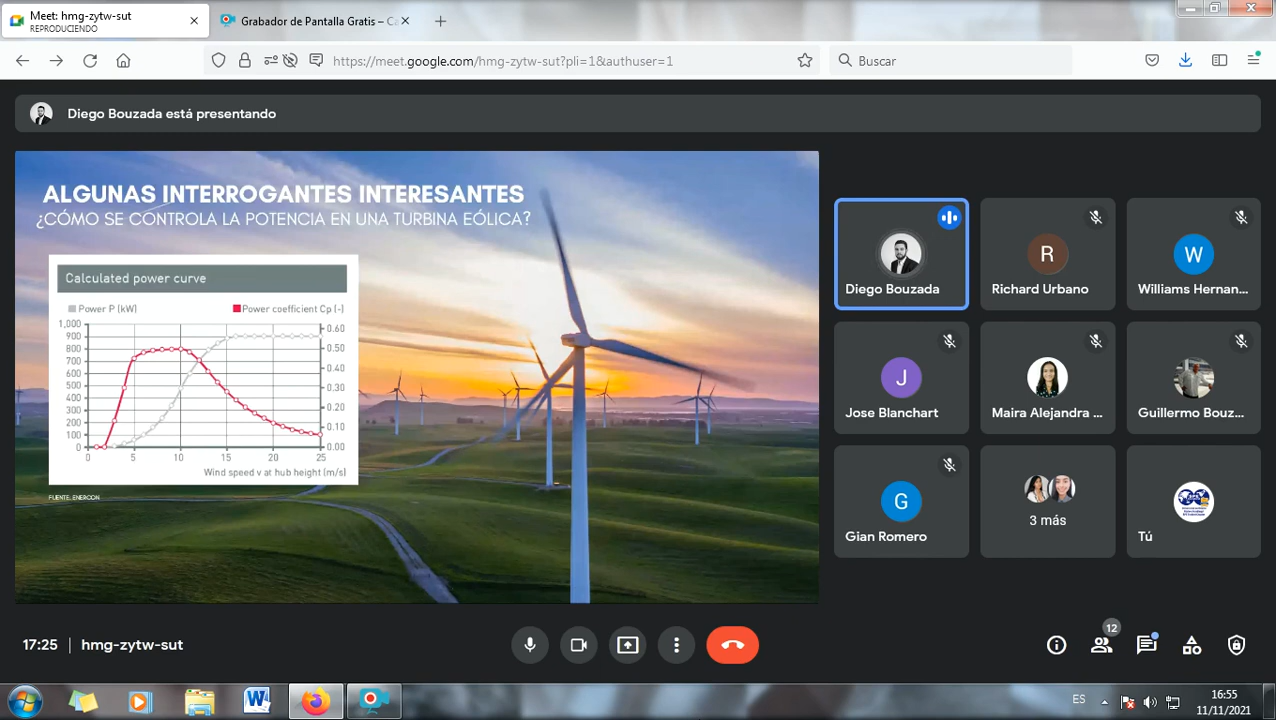 Meet: hmg-zytw-sut
REPRODUCIENDO
Grabador de Pantalla Gratis – Ca
https://meet.google.com/hmg-zytw-sut?pli=1&authuser=1
Buscar
Diego Bouzada está presentando
ALGUNAS INTERROGANTES INTERESANTES
¿CÓMO SE CONTROLA LA POTENCIA EN UNA TURBINA EÓLICA?
Calculated power curve
Power P (kW)
Power coefficient Cp (-)
1,000
900
800
700
600
500
400
300
200
100
0
0.60
0.50
0.40
0.30
0.20
0.10
0.00
0 5 10 15 20 25
Wind speed v at hub height (m/s)
FUENTE: ENERCON
Diego Bouzada
R
Richard Urbano
W
Williams Hernan...
J
Jose Blanchart
Maira Alejandra ...
Guillermo Bouz...
G
Gian Romero
3 más
Tú
17:25 | hmg-zytw-sut
12
ES
16:55
11/11/2021